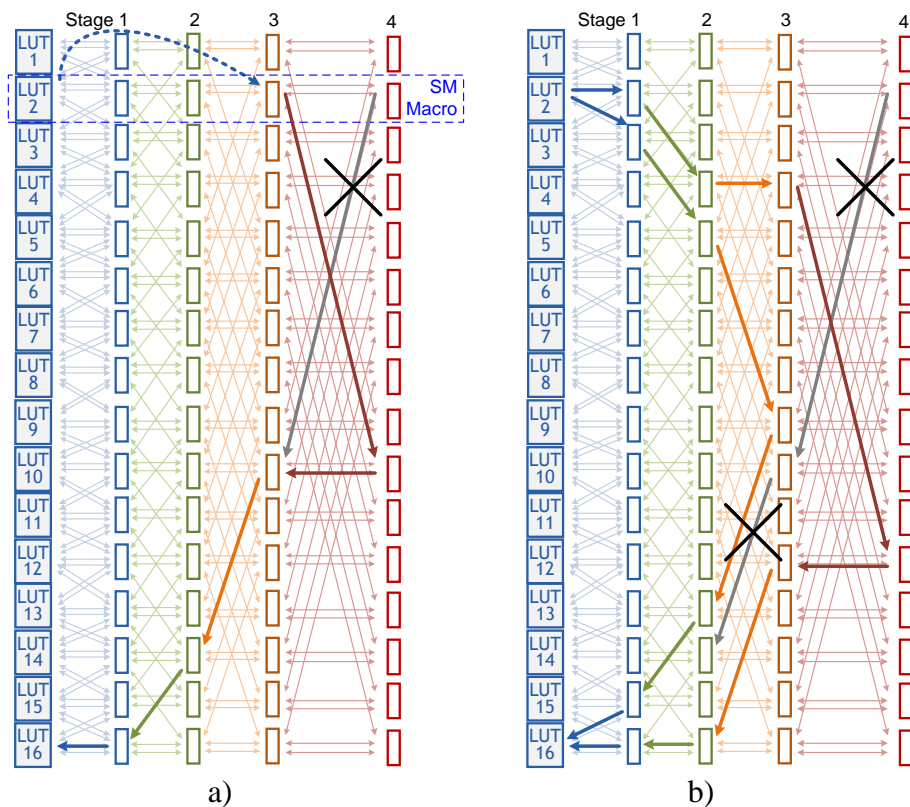 Stage 1 2 3 4
LUT
1
LUT
2
LUT
3
LUT
4
LUT
5
LUT
6
LUT
7
LUT
8
LUT
9
LUT
10
LUT
11
LUT
12
LUT
13
LUT
14
LUT
15
LUT
16
SM
Macro
a)
Stage 1 2 3 4
LUT
1
LUT
2
LUT
3
LUT
4
LUT
5
LUT
6
LUT
7
LUT
8
LUT
9
LUT
10
LUT
11
LUT
12
LUT
13
LUT
14
LUT
15
LUT
16
b)